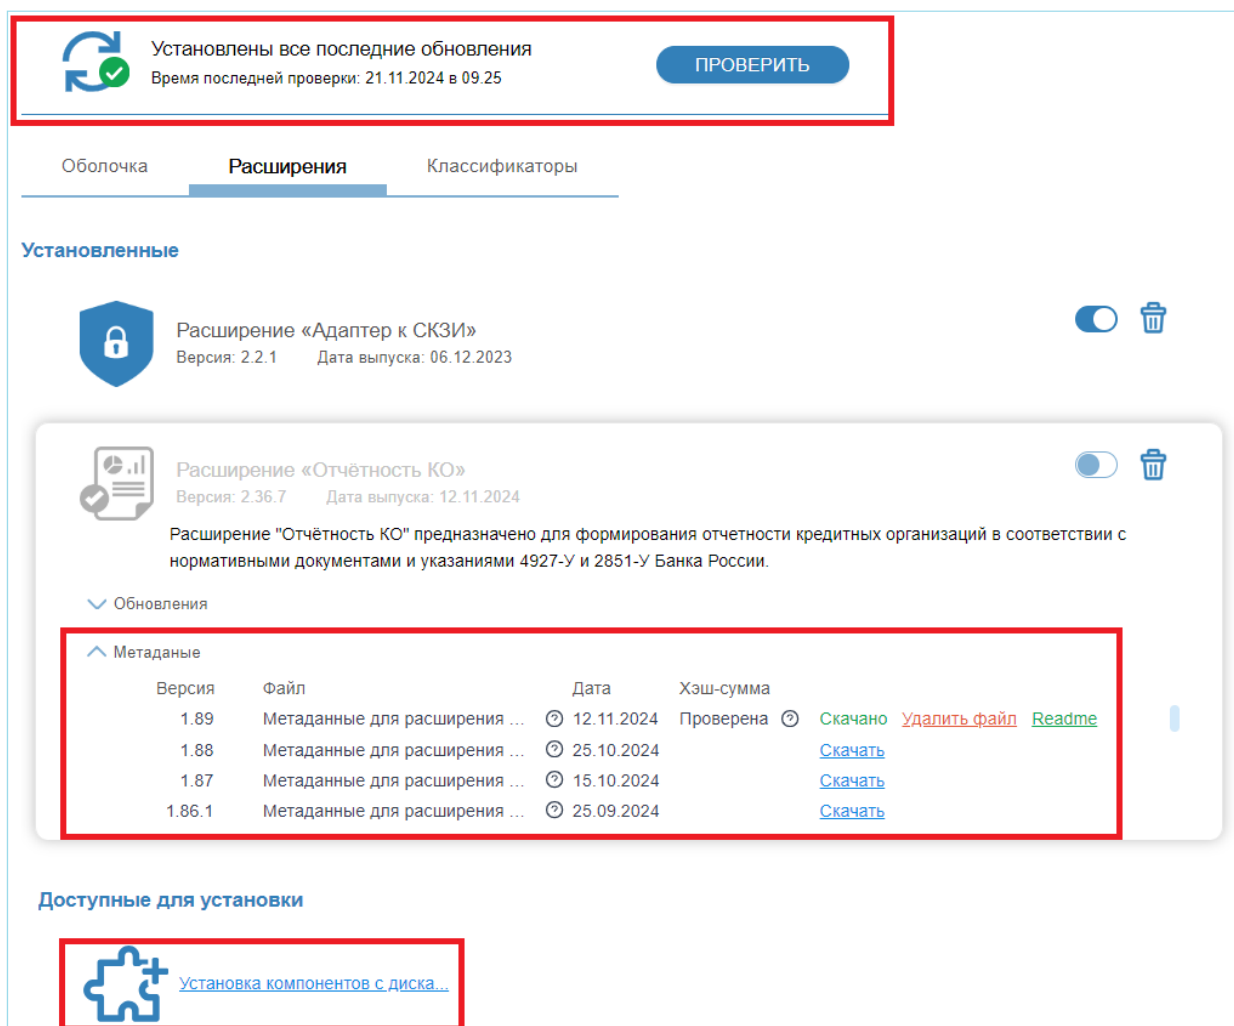 Установлены все последние обновления
Время последней проверки: 21.11.2024 в 09.25
ПРОВЕРИТЬ
Оболочка Расширения Классификаторы
Установленные
Расширение «Адаптер к СКЗИ»
Версия: 2.2.1 Дата выпуска: 06.12.2023
Расширение «Отчётность КО»
Версия: 2.36.7 Дата выпуска: 12.11.2024
Расширение "Отчётность КО" предназначено для формирования отчетности кредитных организаций в соответствии с
нормативными документами и указаниями 4927-У и 2851-У Банка России.
Обновления
Метаданые
Версия Файл Дата Хэш-сумма
1.89 Метаданные для расширения ... ? 12.11.2024 Проверена ? Скачано Удалить файл Readme
1.88 Метаданные для расширения ... ? 25.10.2024 Скачать
1.87 Метаданные для расширения ... ? 15.10.2024 Скачать
1.86.1 Метаданные для расширения ... ? 25.09.2024 Скачать
Доступные для установки
Установка компонентов с диска...